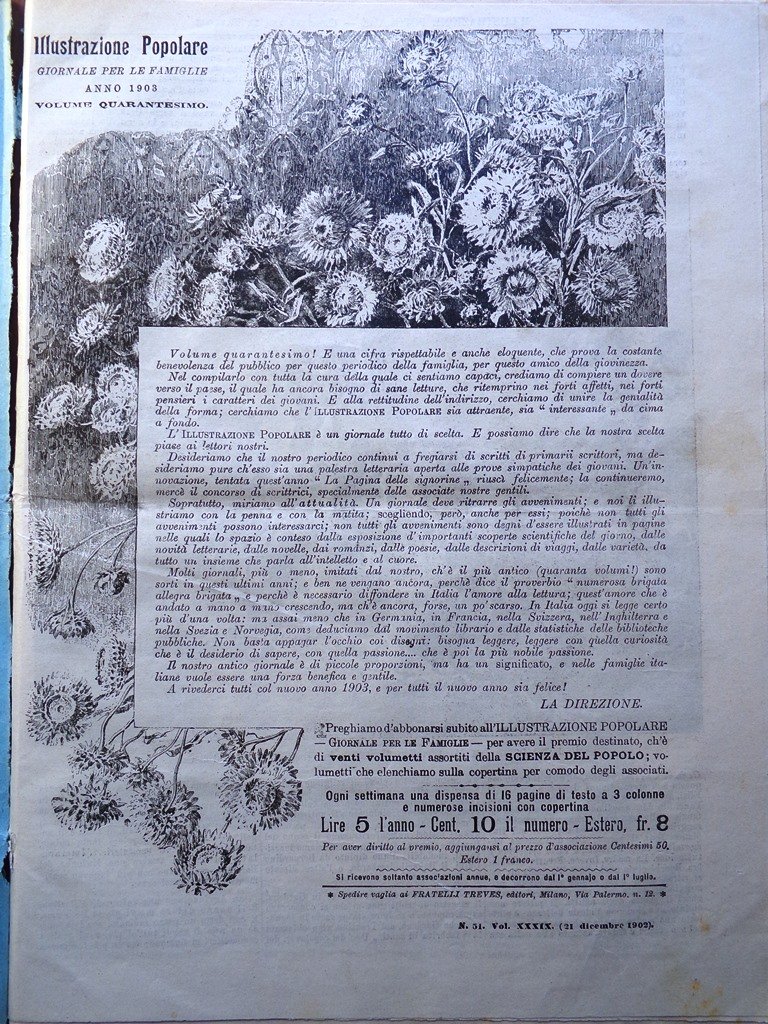 Illustrazione Popolare
GIORNALE PER LE FAMIGLIE
ANNO 1903
VOLUME QUARANTESIMO.
Volume quarantesimo! E una cifra rispettabile e anche eloquente, che prova la costante
benevolenza del pubblico per questo periodico della famiglia, per questo amico della giovinezza.
Nel compilarlo con tutta la cura della quale ci sentiamo capaci, crediamo di compiere un dovere
verso il paese, il quale ha ancora bisogno di sane letture, che ritemprino nei forti affetti, nei forti
pensieri i caratteri dei giovani. E alla rettitudine dell'indirizzo, cerchiamo di unire la genialità
della forma; cerchiamo che l'ILLUSTRAZIONE POPOLARE sia attraente, sia “ interessante „ da cima
a fondo.
L'ILLUSTRAZIONE POPOLARE è un giornale tutto di scelta. E possiamo dire che la nostra scelta
piace ai lettori nostri.
Desideriamo che il nostro periodico continui a fregiarsi di scritti di primarii scrittori, ma de-
sideriamo pure ch'esso sia una palestra letteraria aperta alle prove simpatiche dei giovani. Un'in-
novazione, tentata quest'anno “ La Pagina delle signorine „ riuscì felicemente; la continueremo,
mercè il concorso di scrittrici, specialmente delle associate nostre gentili.
Sopratutto, miriamo all'attualità. Un giornale deve ritrarre gli avvenimenti; e noi li illu-
striamo con la penna e con la matita; scegliendo, però, anche per essi; poichè non tutti gli
avvenimenti possono interessarci; non tutti gli avvenimenti sono degni d'essere illustrati in pagine
nelle quali lo spazio è conteso dalla esposizione d'importanti scoperte scientifiche del giorno, dalle
novità letterarie, dalle novelle, dai romanzi, dalle poesie, dalle descrizioni di viaggi, dalle varietà, da
tutto un insieme che parla all'intelletto e al cuore.
Molti giornali, più o meno, imitati dal nostro, ch'è il più antico (quaranta volumi!) sono
sorti in questi ultimi anni; e ben ne vengano ancora, perchè dice il proverbio “ numerosa brigata
allegra brigata „ e perchè è necessario diffondere in Italia l'amore alla lettura; quest'amore che è
andato a mano a mano crescendo, ma ch'è ancora, forse, un po' scarso. In Italia oggi si legge certo
più d'una volta: ma assai meno che in Germania, in Francia, nella Svizzera, nell'Inghilterra e
nella Svezia e Norvegia, come deduciamo dal movimento librario e dalle statistiche delle biblioteche
pubbliche. Non basta appagar l'occhio coi disegni: bisogna leggere, leggere con quella curiosità
che è il desiderio di sapere, con quella passione.... che è poi la più nobile passione.
Il nostro antico giornale è di piccole proporzioni, ma ha un significato, e nelle famiglie ita-
liane vuole essere una forza benefica e gentile.
A rivederci tutti col nuovo anno 1903, e per tutti il nuovo anno sia felice!
LA DIREZIONE.
Preghiamo d'abbonarsi subito all'ILLUSTRAZIONE POPOLARE
— GIORNALE PER LE FAMIGLIE — per avere il premio destinato, ch'è
di venti volumetti assortiti della SCIENZA DEL POPOLO; vo-
lumetti che elenchiamo sulla copertina per comodo degli associati.
Ogni settimana una dispensa di 16 pagine di testo a 3 colonne
e numerose incisioni con copertina
Lire 5 l'anno - Cent. 10 il numero - Estero, fr. 8
Per aver diritto al premio, aggiungansi al prezzo d'associazione Centesimi 50.
Estero 1 franco.
Si ricevono soltanto associazioni annue, e decorrono dal 1° gennaio o dal 1° luglio.
* Spedire vaglia ai FRATELLI TREVES, editori, Milano, Via Palermo, n. 12. *
N. 51. Vol. XXXIX. (21 dicembre 1902).